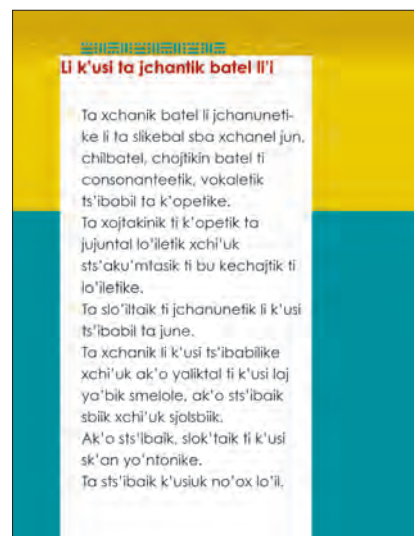 Li k'usi ta jchantik batel li'i
Ta xchanik batel li jchanuneti-
ke li ta slikebal sba xchanel jun,
chilbatel, chojtikin batel ti
consonanteetik, vokaletik
ts'ibabil ta k'opetike.
Ta xojtakinik ti k'opetik ta
jujuntal lo'iletik xchi'uk
sts'aku'mtasik ti bu kechajtik ti
lo'iletike.
Ta slo'iltaik ti jchanunetik li k'usi
ts'ibabil ta june.
Ta xchanik li k'usi ts'ibabilike
xchi'uk ak'o yaliktal ti k'usi laj
ya'bik smelole, ak'o sts'ibaik
sbiik xchi'uk sjolsbiik.
Ak'o sts'ibaik, slok'taik ti k'usi
sk'an yo'ntonike.
Ta sts'ibaik k'usiuk no'ox lo'il.